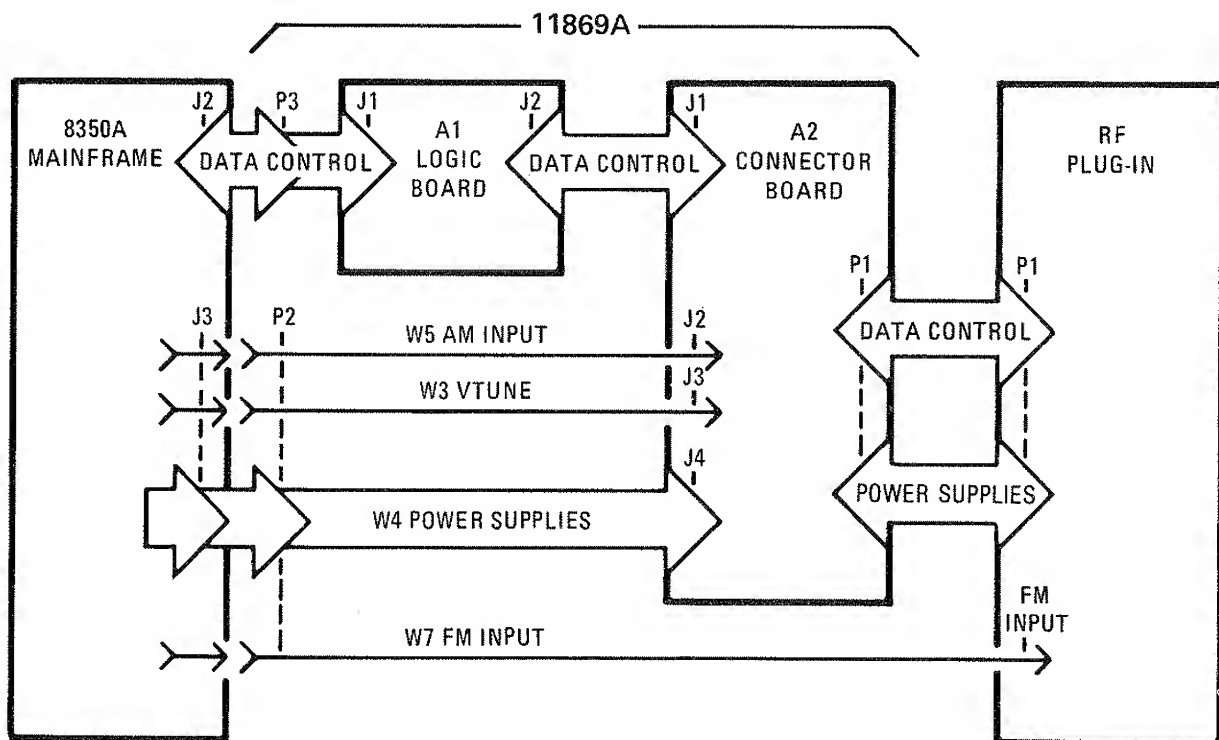 11869A
J2
P3
J1
J2
J1
8350A
MAINFRAME
DATA CONTROL
A1
LOGIC
BOARD
DATA CONTROL
A2
CONNECTOR
BOARD
RF
PLUG-IN
P1
P1
DATA CONTROL
J3
P2
W5 AM INPUT
J2
W3 VTUNE
J3
J4
W4 POWER SUPPLIES
POWER SUPPLIES
FM
INPUT
W7 FM INPUT